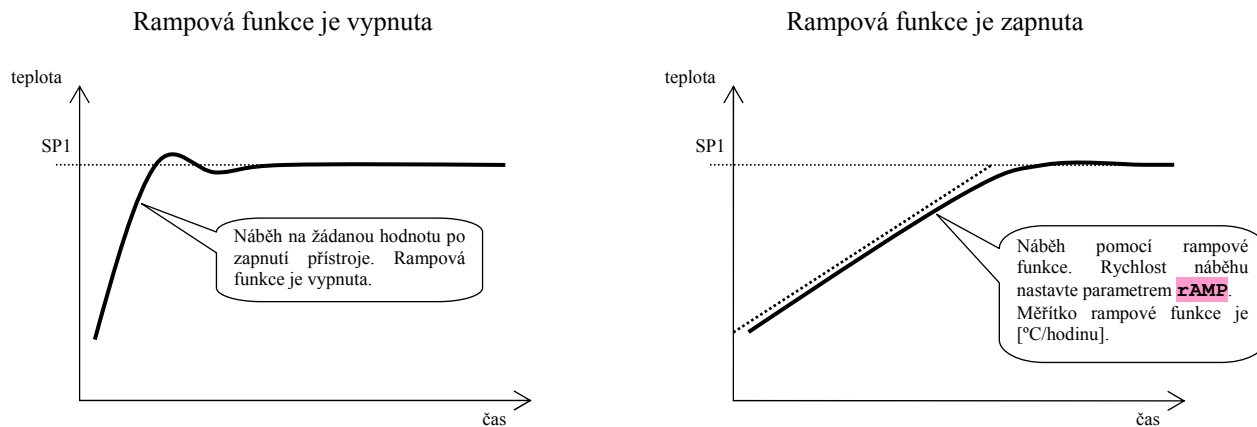 Rampová funkce je vypnuta
teplota
SP1
Náběh na žádanou hodnotu po
zapnutí přístroje. Rampová
funkce je vypnuta.
čas
Rampová funkce je zapnuta
teplota
SP1
Náběh pomocí rampové
funkce. Rychlost náběhu
nastavte parametrem rAMP.
Měřítko rampové funkce je
[ºC/hodinu].
čas